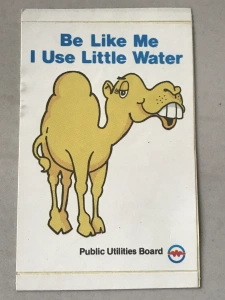 Be Like Me
I Use Little Water
Public Utilities Board